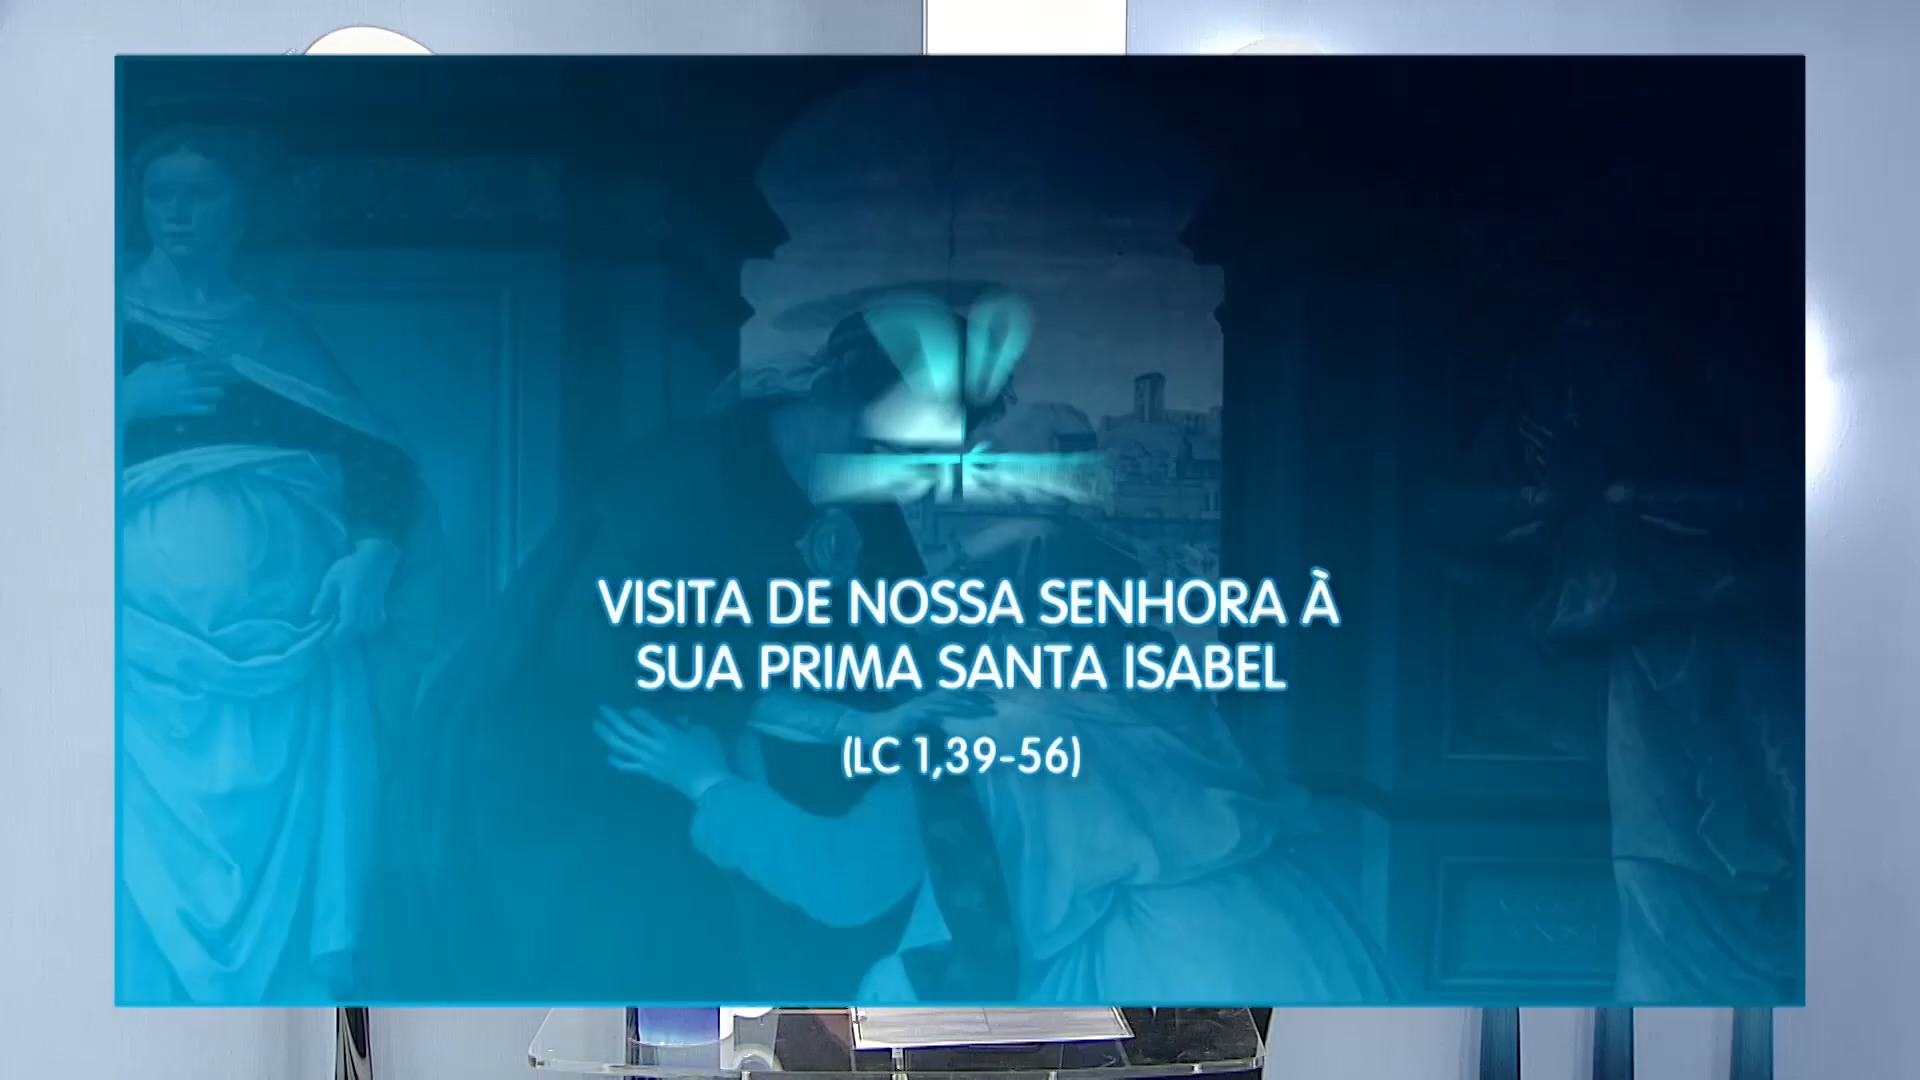 VISITA DE NOSSA SENHORA À
SUA PRIMA SANTA ISABEL
(LC 1,39-56)